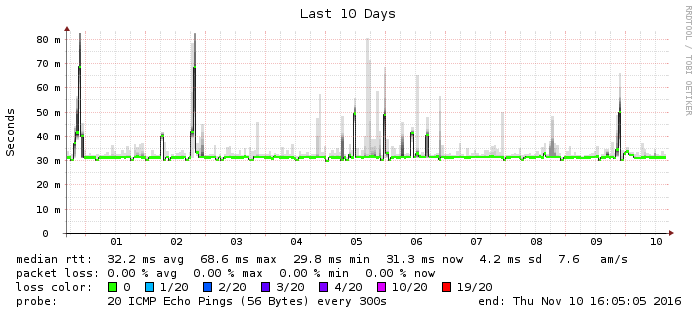 Last 10 Days
RRDTOOL / TOBI OETIKER
Seconds
80 m
70 m
60 m
50 m
40 m
30 m
20 m
10 m
0
01 02 03 04 05 06 07 08 09 10
median rtt: 32.2 ms avg 68.6 ms max 29.8 ms min 31.3 ms now 4.2 ms sd 7.6 am/s
packet loss: 0.00 % avg 0.00 % max 0.00 % min 0.00 % now
loss color: 0 1/20 2/20 3/20 4/20 10/20 19/20
probe: 20 ICMP Echo Pings (56 Bytes) every 300s end: Thu Nov 10 16:05:05 2016